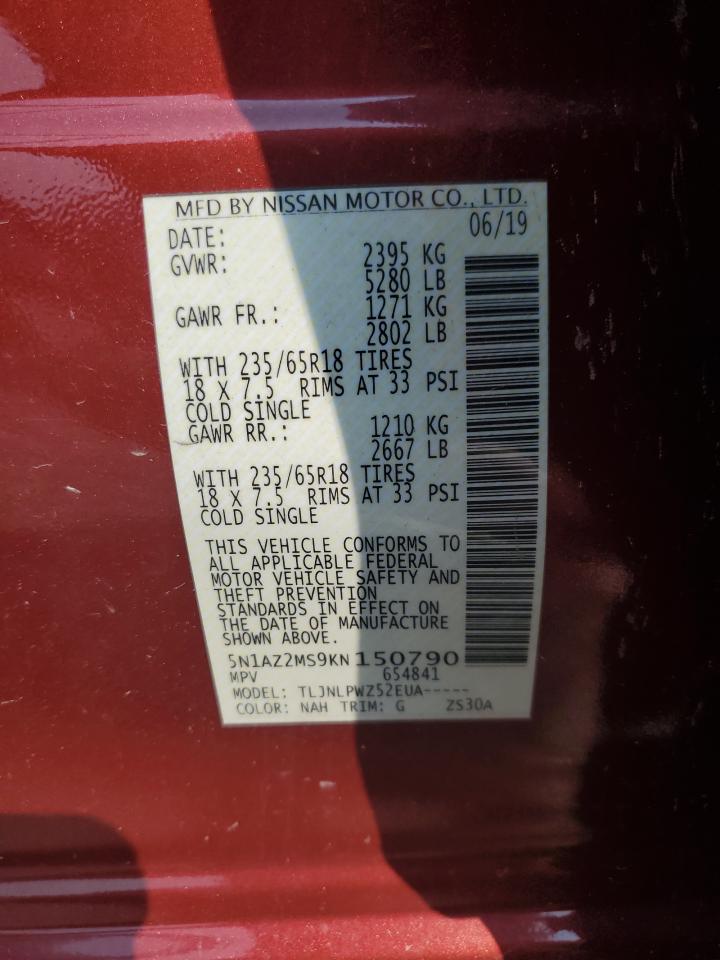 MFD BY NISSAN MOTOR CO., LTD.
DATE: 06/19
GVWR: 2395 KG
5280 LB
GAWR FR.: 1271 KG
2802 LB
WITH 235/65R18 TIRES
18 X 7.5 RIMS AT 33 PSI
COLD SINGLE
GAWR RR.: 1210 KG
2667 LB
WITH 235/65R18 TIRES
18 X 7.5 RIMS AT 33 PSI
COLD SINGLE
THIS VEHICLE CONFORMS TO
ALL APPLICABLE FEDERAL
MOTOR VEHICLE SAFETY AND
THEFT PREVENTION
STANDARDS IN EFFECT ON
THE DATE OF MANUFACTURE
SHOWN ABOVE.
5N1AZ2MS9KN150790
MPV 654841
MODEL: TLJNLPWZ52EUA-----
COLOR: NAH TRIM: G ZS30A